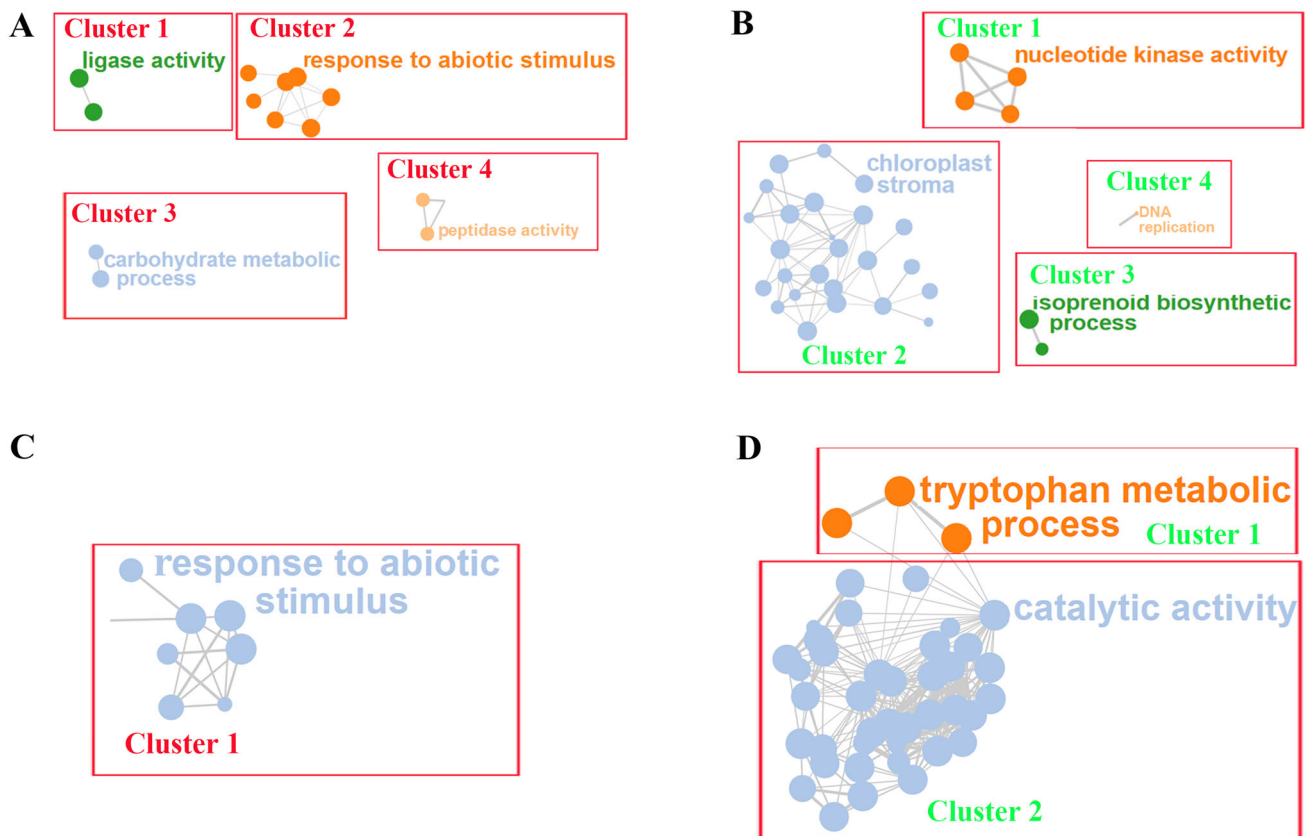 A
Cluster 1
ligase activity
Cluster 2
response to abiotic stimulus
Cluster 3
carbohydrate metabolic
process
Cluster 4
peptidase activity
B
Cluster 1
nucleotide kinase activity
chloroplast
stroma
Cluster 2
Cluster 4
DNA
replication
Cluster 3
isoprenoid biosynthetic
process
C
response to abiotic
stimulus
Cluster 1
D
tryptophan metabolic
process
Cluster 1
catalytic activity
Cluster 2